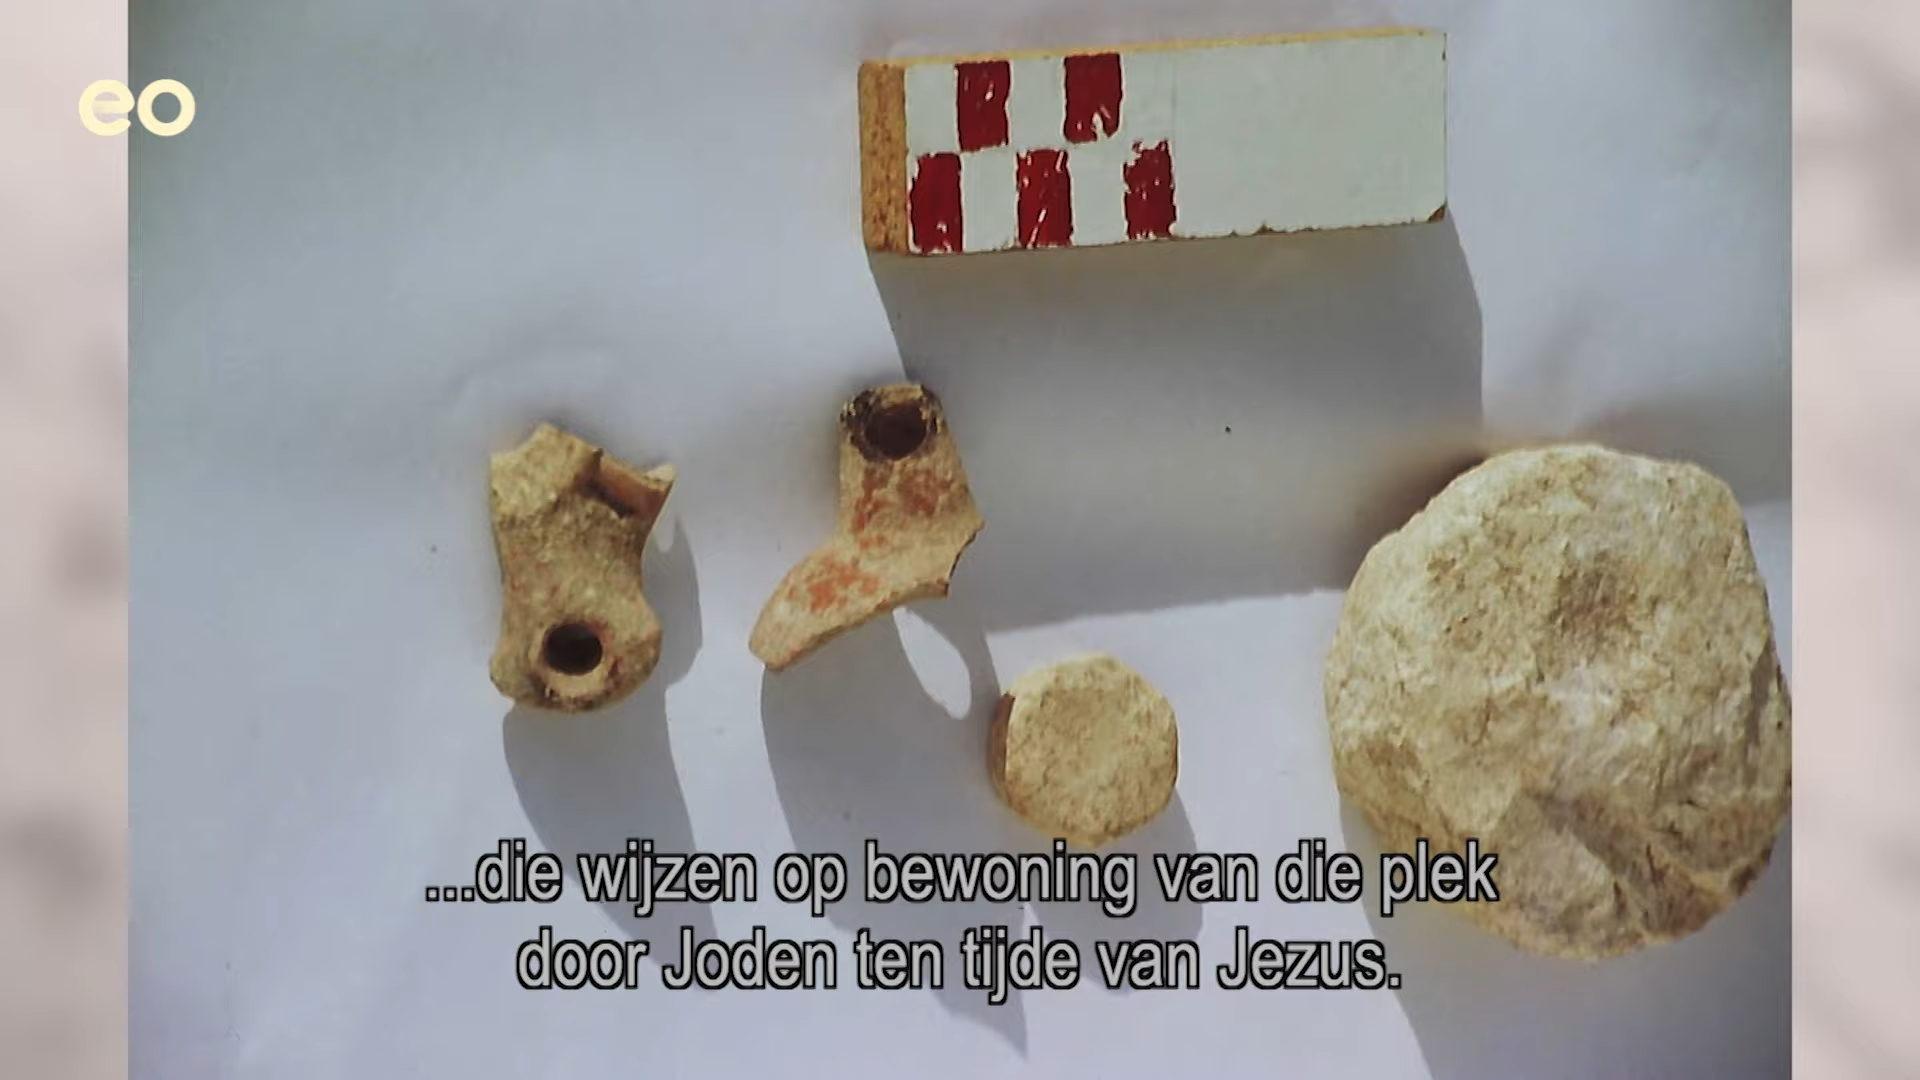 eo
...die wijzen op bewoning van die plek
door Joden ten tijde van Jezus.